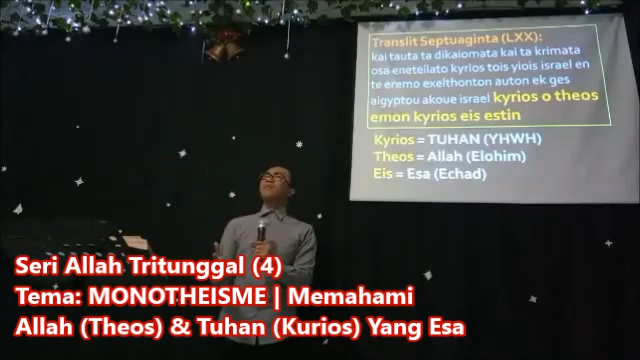 Translit Septuaginta (LXX):
kai tauta ta dikaiomata kai ta krimata
osa eneteilato kyrios tois yiois israel en
te eremo exelthonton auton ek ges
aigyptou akoue israel kyrios o theos
emon kyrios eis estin
Kyrios = TUHAN (YHWH)
Theos = Allah (Elohim)
Eis = Esa (Echad)
Seri Allah Tritunggal (4)
Tema: MONOTHEISME | Memahami
Allah (Theos) & Tuhan (Kurios) Yang Esa